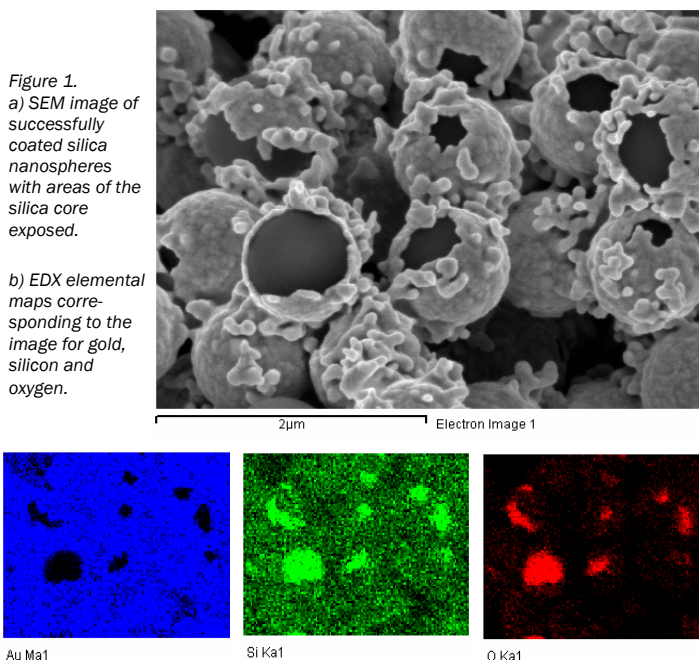 Figure 1.
a) SEM image of
successfully
coated silica
nanospheres
with areas of the
silica core
exposed.
b) EDX elemental
maps corre-
sponding to the
image for gold,
silicon and
oxygen.
2µm
Electron Image 1
Au Ma1
Si Ka1
O Ka1